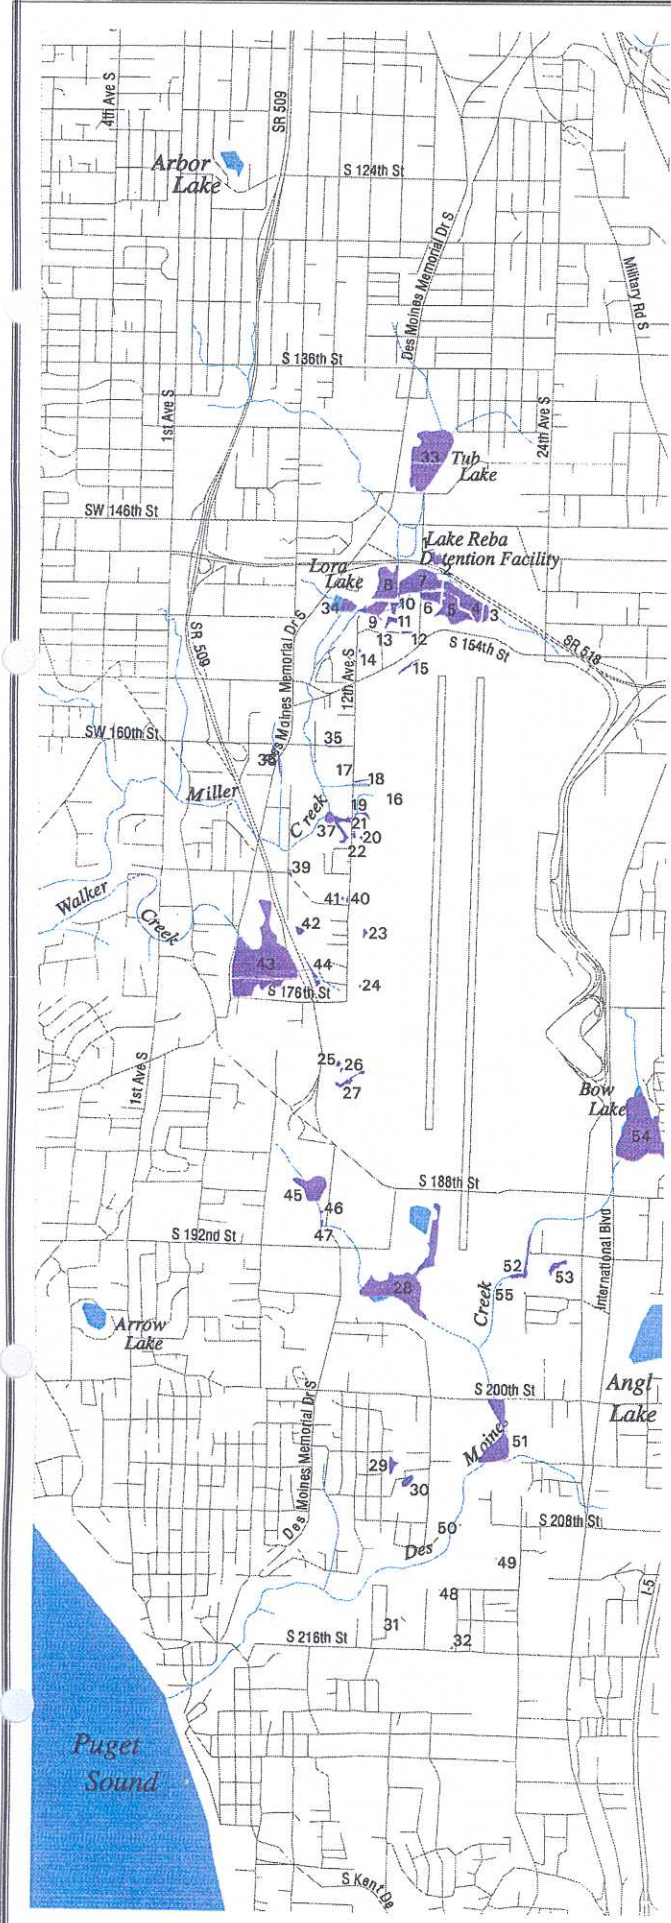 4th Ave S
SR 509
Arbor
Lake
S 124th St
Des Moines Memorial Dr S
Military Rd S
S 136th St
1st Ave S
24th Ave S
33
Tub
Lake
SW 146th St
1
Lake Reba
Detention Facility
2
Lora
Lake
8
7
34
10
6
5
4
3
9
11
13
12
S 154th St
SR 518
SR 509
Des Moines Memorial Dr S
12th Ave S
14
15
SW 160th St
35
36
17
18
Miller
Creek
19
16
37
21
20
22
39
Walker
Creek
41
40
42
23
43
44
24
S 176th St
25
26
27
1st Ave S
Bow
Lake
54
S 188th St
45
46
47
S 192nd St
International Blvd
52
53
55
28
Creek
Arrow
Lake
Angl
Lake
S 200th St
Des Moines Memorial Dr S
Moines
51
29
30
50
Des
S 208th St
49
48
I-5
31
32
S 216th St
Puget
Sound
S Kent De